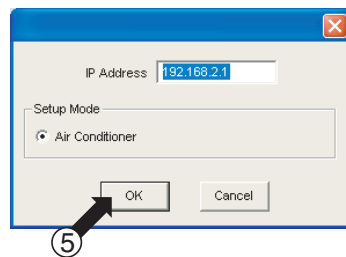 IP Address 192.168.2.1
Setup Mode
Air Conditioner
OK Cancel
⑤